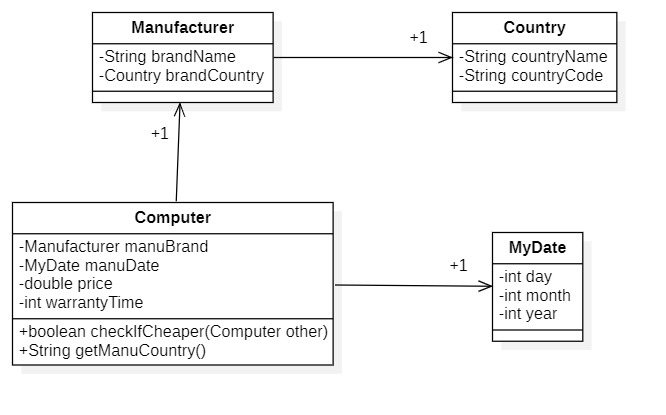 Manufacturer
-String brandName
-Country brandCountry
+1
Country
-String countryName
-String countryCode
+1
Computer
-Manufacturer manuBrand
-MyDate manuDate
-double price
-int warrantyTime
+boolean checkIfCheaper(Computer other)
+String getManuCountry()
+1
MyDate
-int day
-int month
-int year